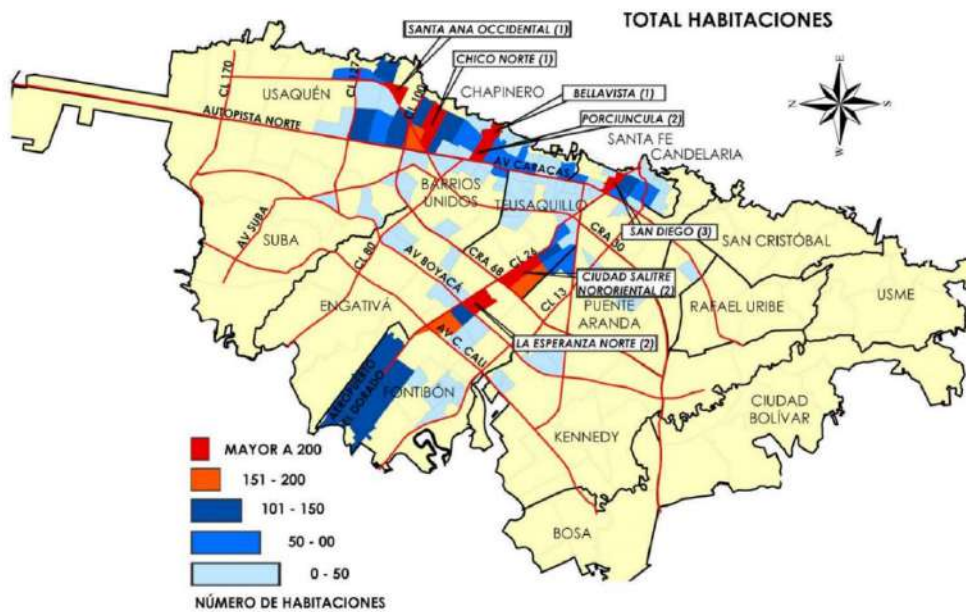 TOTAL HABITACIONES
SANTA ANA OCCIDENTAL (1)
CHICO NORTE (1)
BELLAVISTA (1)
PORCIUNCULA (2)
SAN DIEGO (3)
CIUDAD SALITRE
NORORIENTAL (2)
LA ESPERANZA NORTE (2)
N
E
S
W
CL 170
CL 127
CL 100
USAQUÉN
CHAPINERO
AUTOPISTA NORTE
SANTA FE
CANDELARIA
AV CARACAS
BARRIOS
UNIDOS
TEUSAQUILLO
AV SUBA
SUBA
CL 80
AV BOYACÁ
CRA 68
CL 26
CRA 30
SAN CRISTÓBAL
ENGATIVÁ
CL 13
PUENTE
ARANDA
RAFAEL URIBE
USME
AV C. CALI
AEROPUERTO
EL DORADO
FONTIBÓN
KENNEDY
CIUDAD
BOLÍVAR
BOSA
MAYOR A 200
151 - 200
101 - 150
50 - 00
0 - 50
NÚMERO DE HABITACIONES